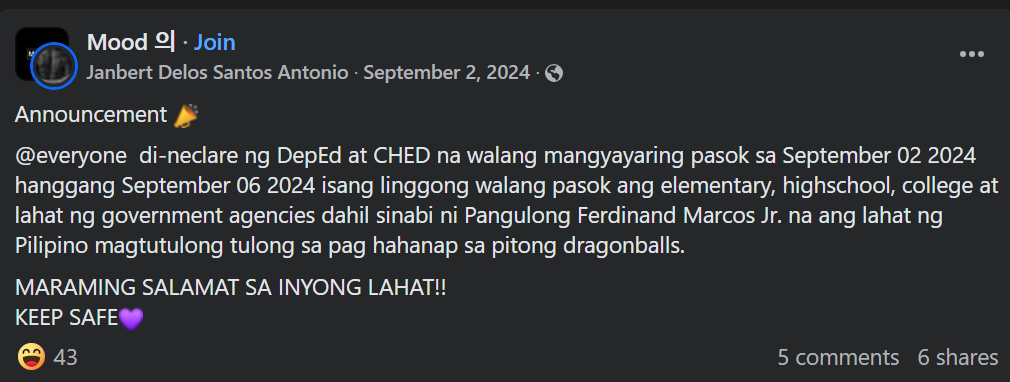 Mood 의 · Join
Janbert Delos Santos Antonio · September 2, 2024 ·
Announcement 🎉
@everyone di-neclare ng DepEd at CHED na walang mangyayaring pasok sa September 02 2024
hanggang September 06 2024 isang linggong walang pasok ang elementary, highschool, college at
lahat ng government agencies dahil sinabi ni Pangulong Ferdinand Marcos Jr. na ang lahat ng
Pilipino magtutulong tulong sa pag hahanap sa pitong dragonballs.
MARAMING SALAMAT SA INYONG LAHAT!!
KEEP SAFE💜
😆 43 5 comments 6 shares